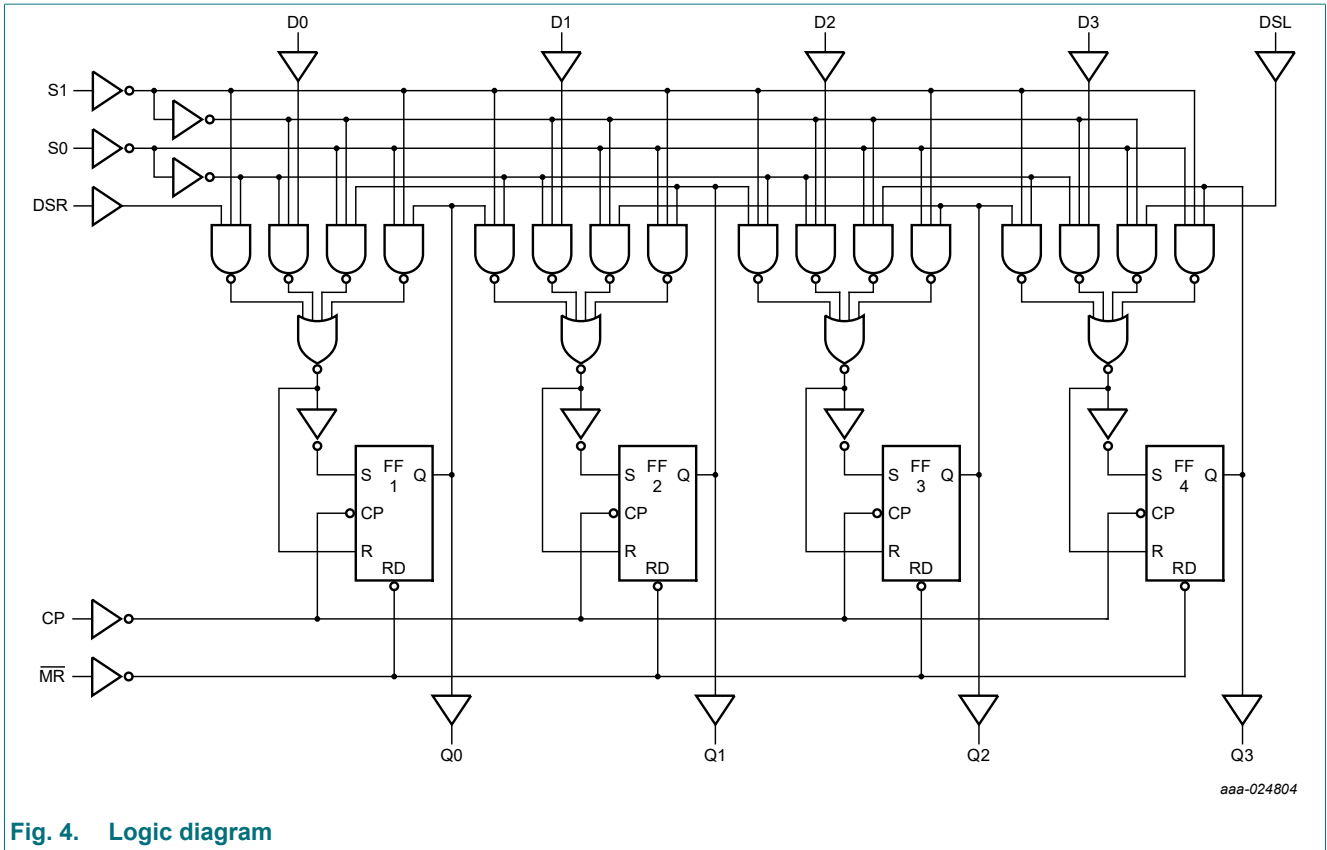 D0 D1 D2 D3 DSL
S1
S0
DSR
S FF Q S FF Q S FF Q S FF Q
1 2 3 4
CP CP CP CP
R R R R
RD RD RD RD
CP
M̅R̅
Q0 Q1 Q2 Q3
aaa-024804
Fig. 4. Logic diagram